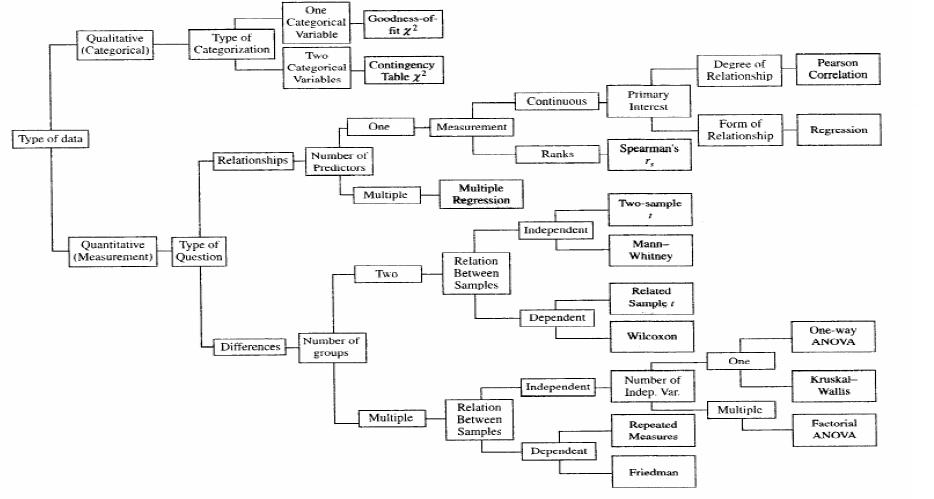 Qualitative
(Categorical)
Type of
Categorization
One
Categorical
Variable
Goodness-of-
fit χ²
Two
Categorical
Variables
Contingency
Table χ²
Type of data
Quantitative
(Measurement)
Type of
Question
Relationships
Number of
Predictors
One
Measurement
Continuous
Primary
Interest
Degree of
Relationship
Pearson
Correlation
Form of
Relationship
Regression
Ranks
Spearman's
rₛ
Multiple
Multiple
Regression
Differences
Number of
groups
Two
Relation
Between
Samples
Independent
Two-sample
t
Mann–
Whitney
Dependent
Related
Sample t
Wilcoxon
Multiple
Relation
Between
Samples
Independent
Number of
Indep. Var.
One
One-way
ANOVA
Kruskal–
Wallis
Multiple
Factorial
ANOVA
Dependent
Repeated
Measures
Friedman